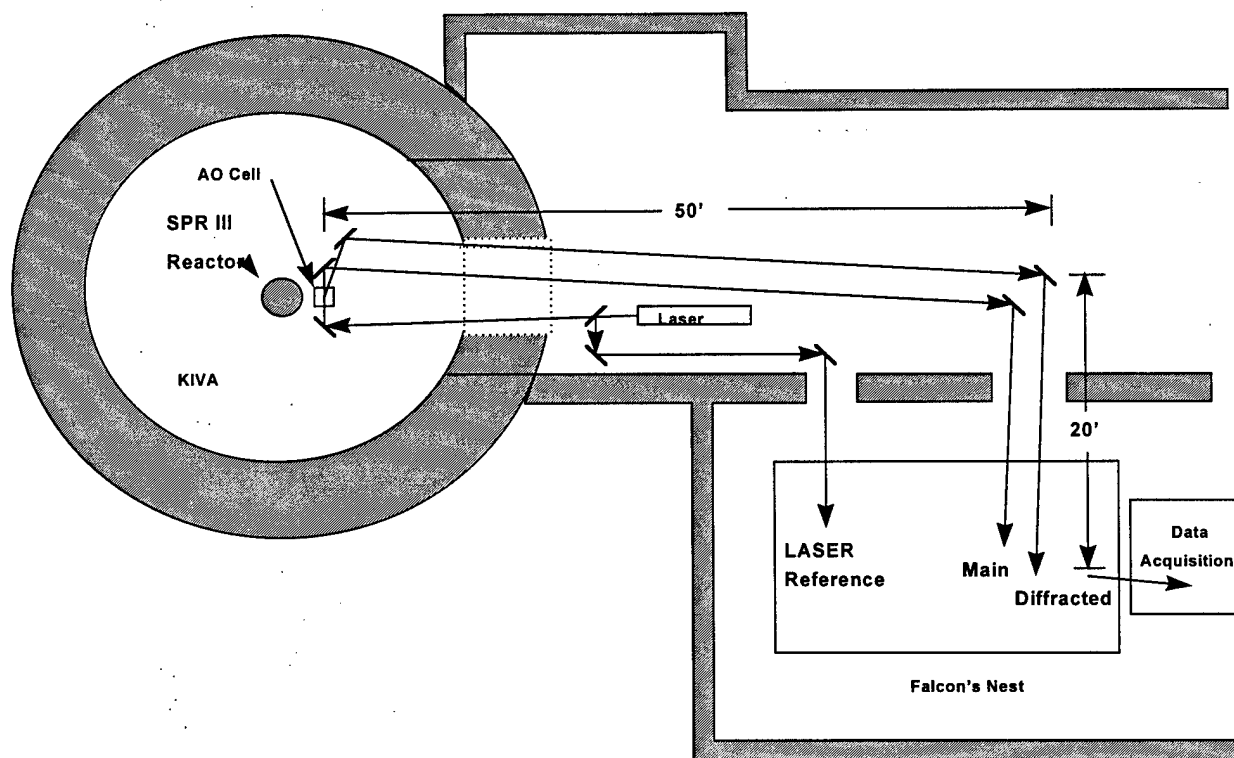 AO Cell
SPR III
Reactor
KIVA
50'
Laser
20'
LASER
Reference
Main
Diffracted
Data
Acquisition
Falcon's Nest